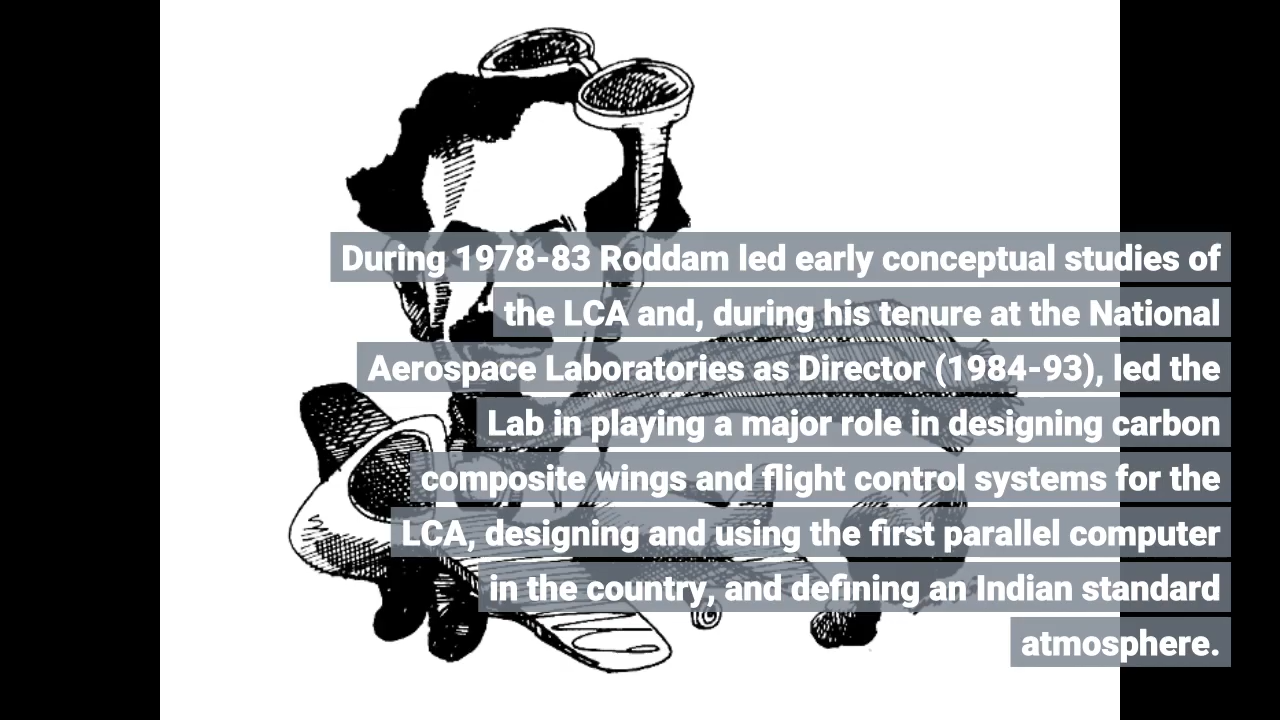 During 1978-83 Roddam led early conceptual studies of
the LCA and, during his tenure at the National
Aerospace Laboratories as Director (1984-93), led the
Lab in playing a major role in designing carbon
composite wings and flight control systems for the
LCA, designing and using the first parallel computer
in the country, and defining an Indian standard
atmosphere.